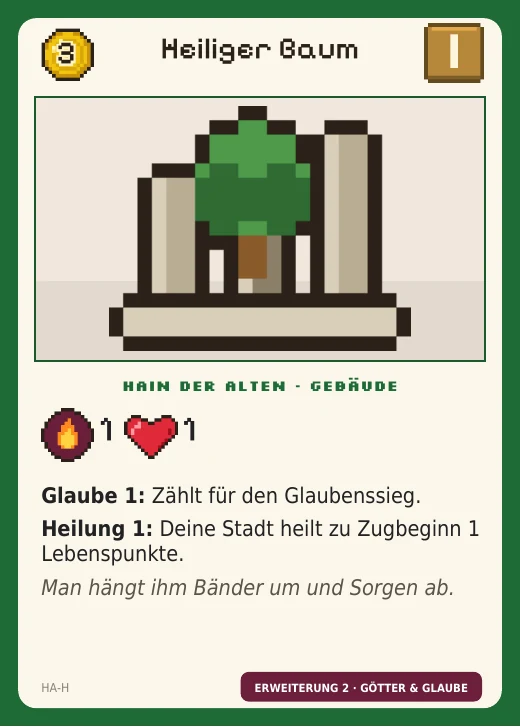 3
Heiliger Baum
I
HAIN DER ALTEN · GEBÄUDE
1 1
Glaube 1: Zählt für den Glaubenssieg.
Heilung 1: Deine Stadt heilt zu Zugbeginn 1
Lebenspunkte.
Man hängt ihm Bänder um und Sorgen ab.
HA-H
ERWEITERUNG 2 · GÖTTER & GLAUBE